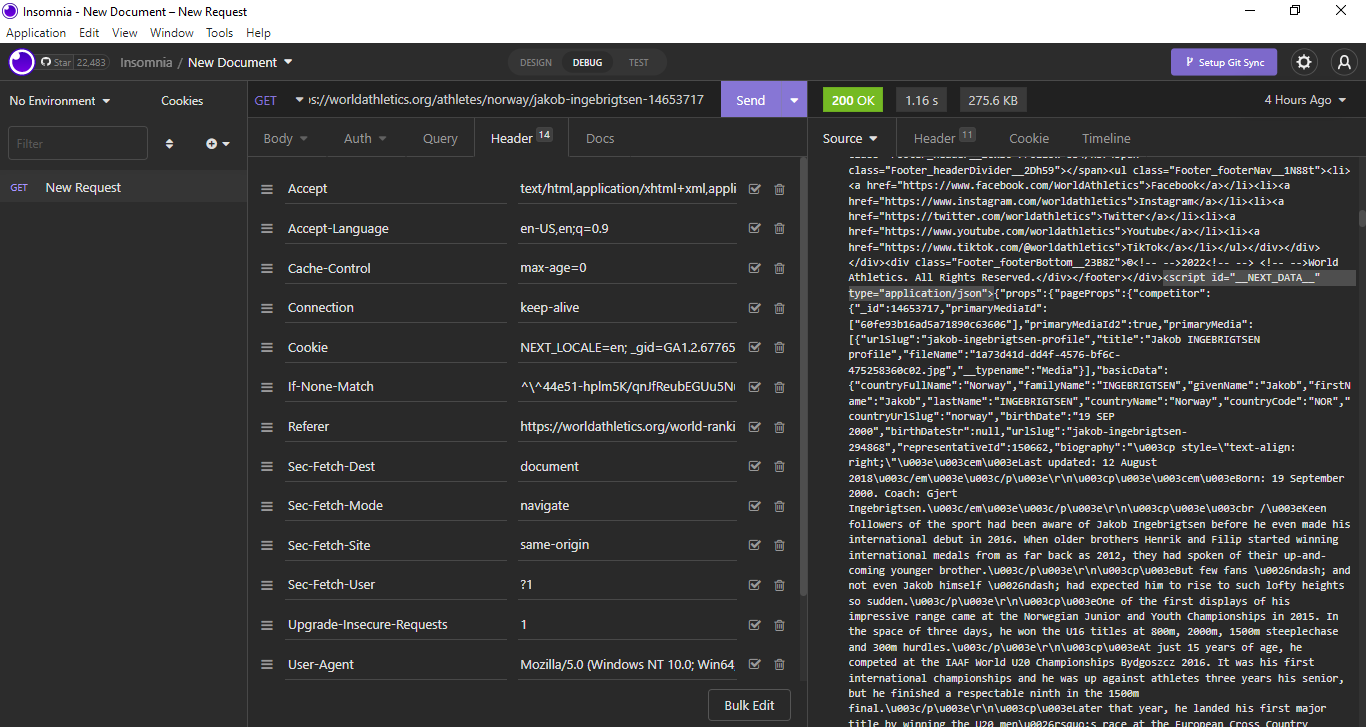 Insomnia - New Document – New Request
Application Edit View Window Tools Help
Star 22,483
Insomnia / New Document
DESIGN DEBUG TEST
Setup Git Sync
No Environment
Cookies
GET ›s://worldathletics.org/athletes/norway/jakob-ingebrigtsen-14653717
Send
200 OK 1.16 s 275.6 KB
4 Hours Ago
Filter
GET New Request
Body Auth Query Header 14 Docs
Accept text/html,application/xhtml+xml,appli
Accept-Language en-US,en;q=0.9
Cache-Control max-age=0
Connection keep-alive
Cookie NEXT_LOCALE=en; _gid=GA1.2.67765
If-None-Match ^\^44e51-hplm5K/qnJfReubEGUu5Nu
Referer https://worldathletics.org/world-ranki
Sec-Fetch-Dest document
Sec-Fetch-Mode navigate
Sec-Fetch-Site same-origin
Sec-Fetch-User ?1
Upgrade-Insecure-Requests 1
User-Agent Mozilla/5.0 (Windows NT 10.0; Win64
Bulk Edit
Source Header 11 Cookie Timeline
class="Footer_headerDivider__2Dh59"></span><ul class="Footer_footerNav__1N88t"><li>
<a href="https://www.facebook.com/WorldAthletics">Facebook</a></li><li><a
href="https://www.instagram.com/worldathletics">Instagram</a></li><li><a
href="https://twitter.com/worldathletics">Twitter</a></li><li><a
href="https://www.youtube.com/worldathletics">Youtube</a></li><li><a
href="https://www.tiktok.com/@worldathletics">TikTok</a></li></ul></div></div>
</div><div class="Footer_footerBottom__23B8Z">©<!-- -->2022<!-- --> <!-- -->World
Athletics. All Rights Reserved.</div></footer></div><script id="__NEXT_DATA__"
type="application/json">{"props":{"pageProps":{"competitor":
{"_id":14653717,"primaryMediaId":
["60fe93b16ad5a71890c63606"],"primaryMediaId2":true,"primaryMedia":
[{"urlSlug":"jakob-ingebrigtsen-profile","title":"Jakob INGEBRIGTSEN
profile","fileName":"1a73d41d-dd4f-4576-bf6c-
475258360c02.jpg","__typename":"Media"}],"basicData":
{"countryFullName":"Norway","familyName":"INGEBRIGTSEN","givenName":"Jakob","firstN
ame":"Jakob","lastName":"INGEBRIGTSEN","countryName":"Norway","countryCode":"NOR","
countryUrlSlug":"norway","birthDate":"19 SEP
2000","birthDateStr":null,"urlSlug":"jakob-ingebrigtsen-
294868","representativeId":150662,"biography":"\u003cp style=\"text-align:
right;\"\u003e\u003cem\u003eLast updated: 12 August
2018\u003c/em\u003e\u003c/p\u003e\r\n\u003cp\u003e\u003cem\u003eBorn: 19 September
2000. Coach: Gjert
Ingebrigtsen.\u003c/em\u003e\u003c/p\u003e\r\n\u003cp\u003e\u003cbr /\u003eKeen
followers of the sport had been aware of Jakob Ingebrigtsen before he even made his
international debut in 2016. When older brothers Henrik and Filip started winning
international medals from as far back as 2012, they had spoken of their up-and-
coming younger brother.\u003c/p\u003e\r\n\u003cp\u003eBut few fans \u0026ndash; and
not even Jakob himself \u0026ndash; had expected him to rise to such lofty heights
so sudden.\u003c/p\u003e\r\n\u003cp\u003eOne of the first displays of his
impressive range came at the Norwegian Junior and Youth Championships in 2015. In
the space of three days, he won the U16 titles at 800m, 2000m, 1500m steeplechase
and 300m hurdles.\u003c/p\u003e\r\n\u003cp\u003eAt just 15 years of age, he
competed at the IAAF World U20 Championships Bydgoszcz 2016. It was his first
international championships and he was up against athletes three years his senior,
but he finished a respectable ninth in the 1500m
final.\u003c/p\u003e\r\n\u003cp\u003eLater that year, he landed his first major
title by winning the U20 men\u0026rsquo;s race at the European Cross Country